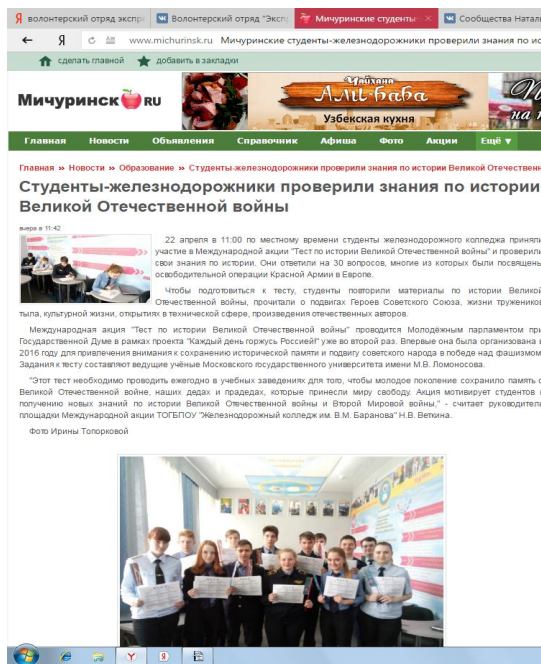 волонтерский отряд экспр
Волонтерский отряд "Эксп
Мичуринские студенты-
Сообщества Натал
www.michurinsk.ru Мичуринские студенты-железнодорожники проверили знания по ис
сделать главной добавить в закладки
Мичуринск RU
Чайхана
Али-баба
Узбекская кухня
на
Главная Новости Объявления Справочник Афиша Фото Акции Ещё ▼
Главная » Новости » Образование » Студенты-железнодорожники проверили знания по истории Великой Отечественн
Студенты-железнодорожники проверили знания по истории
Великой Отечественной войны
вчера в 11:42
22 апреля в 11:00 по местному времени студенты железнодорожного колледжа приняли
участие в Международной акции "Тест по истории Великой Отечественной войны" и проверили
свои знания по истории. Они ответили на 30 вопросов, многие из которых были посвящены
освободительной операции Красной Армии в Европе.
Чтобы подготовиться к тесту, студенты повторили материалы по истории Великой
Отечественной войны, прочитали о подвигах Героев Советского Союза, жизни тружеников
тыла, культурной жизни, открытиях в технической сфере, произведения отечественных авторов.
Международная акция "Тест по истории Великой Отечественной войны" проводится Молодёжным парламентом при
Государственной Думе в рамках проекта "Каждый день горжусь Россией!" уже во второй раз. Впервые она была организована в
2016 году для привлечения внимания к сохранению исторической памяти и подвигу советского народа в победе над фашизмом.
Задания к тесту составляют ведущие учёные Московского государственного университета имени М.В. Ломоносова.
"Этот тест необходимо проводить ежегодно в учебных заведениях для того, чтобы молодое поколение сохранило память о
Великой Отечественной войне, наших дедах и прадедах, которые принесли миру свободу. Акция мотивирует студентов к
получению новых знаний по истории Великой Отечественной войны и Второй Мировой войны," - считает руководитель
площадки Международной акции ТОГБПОУ "Железнодорожный колледж им. В.М. Баранова" Н.В. Веткина.
Фото Ирины Топорковой